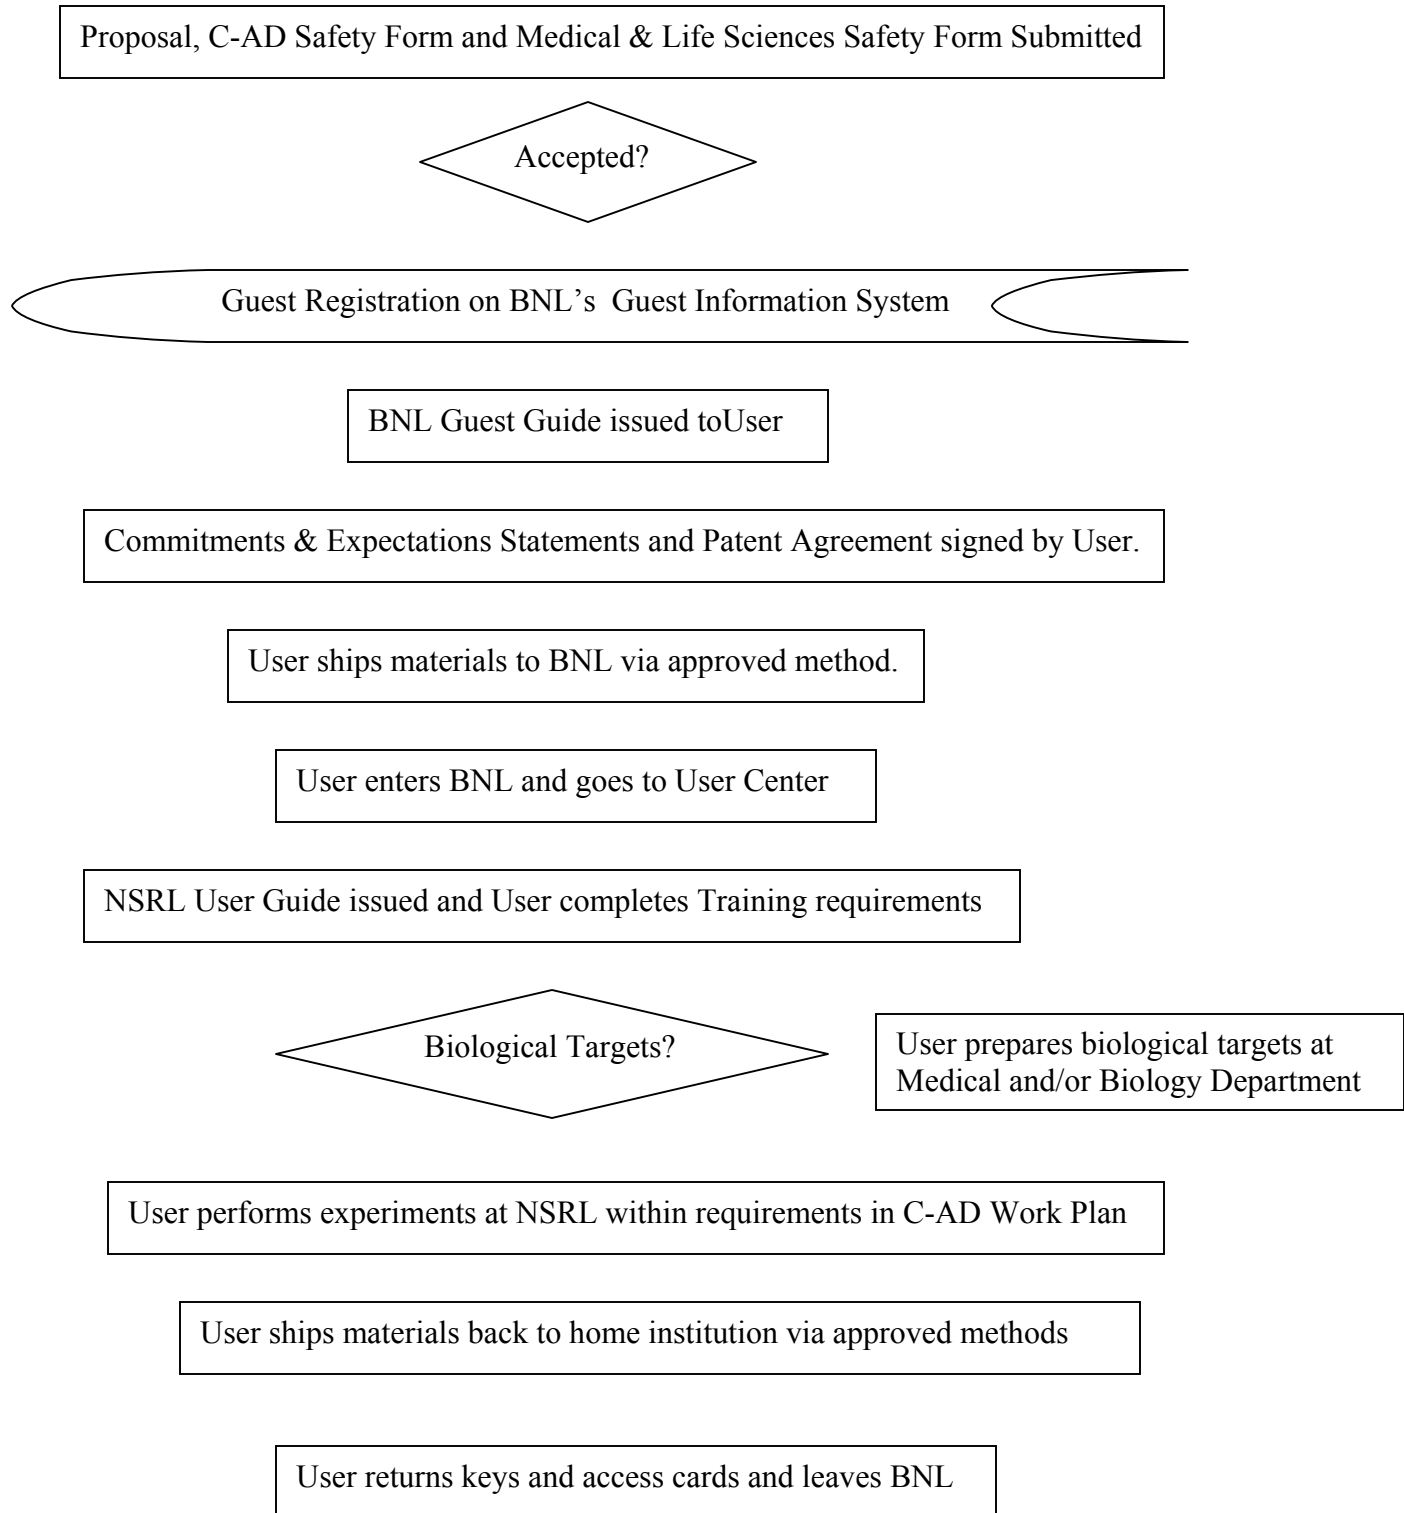 Proposal, C-AD Safety Form and Medical & Life Sciences Safety Form Submitted
Accepted?
Guest Registration on BNL’s  Guest Information System
BNL Guest Guide issued toUser
Commitments & Expectations Statements and Patent Agreement signed by User.
User ships materials to BNL via approved method.
User enters BNL and goes to User Center
NSRL User Guide issued and User completes Training requirements
Biological Targets?
User prepares biological targets at
Medical and/or Biology Department
User performs experiments at NSRL within requirements in C-AD Work Plan
User ships materials back to home institution via approved methods
User returns keys and access cards and leaves BNL